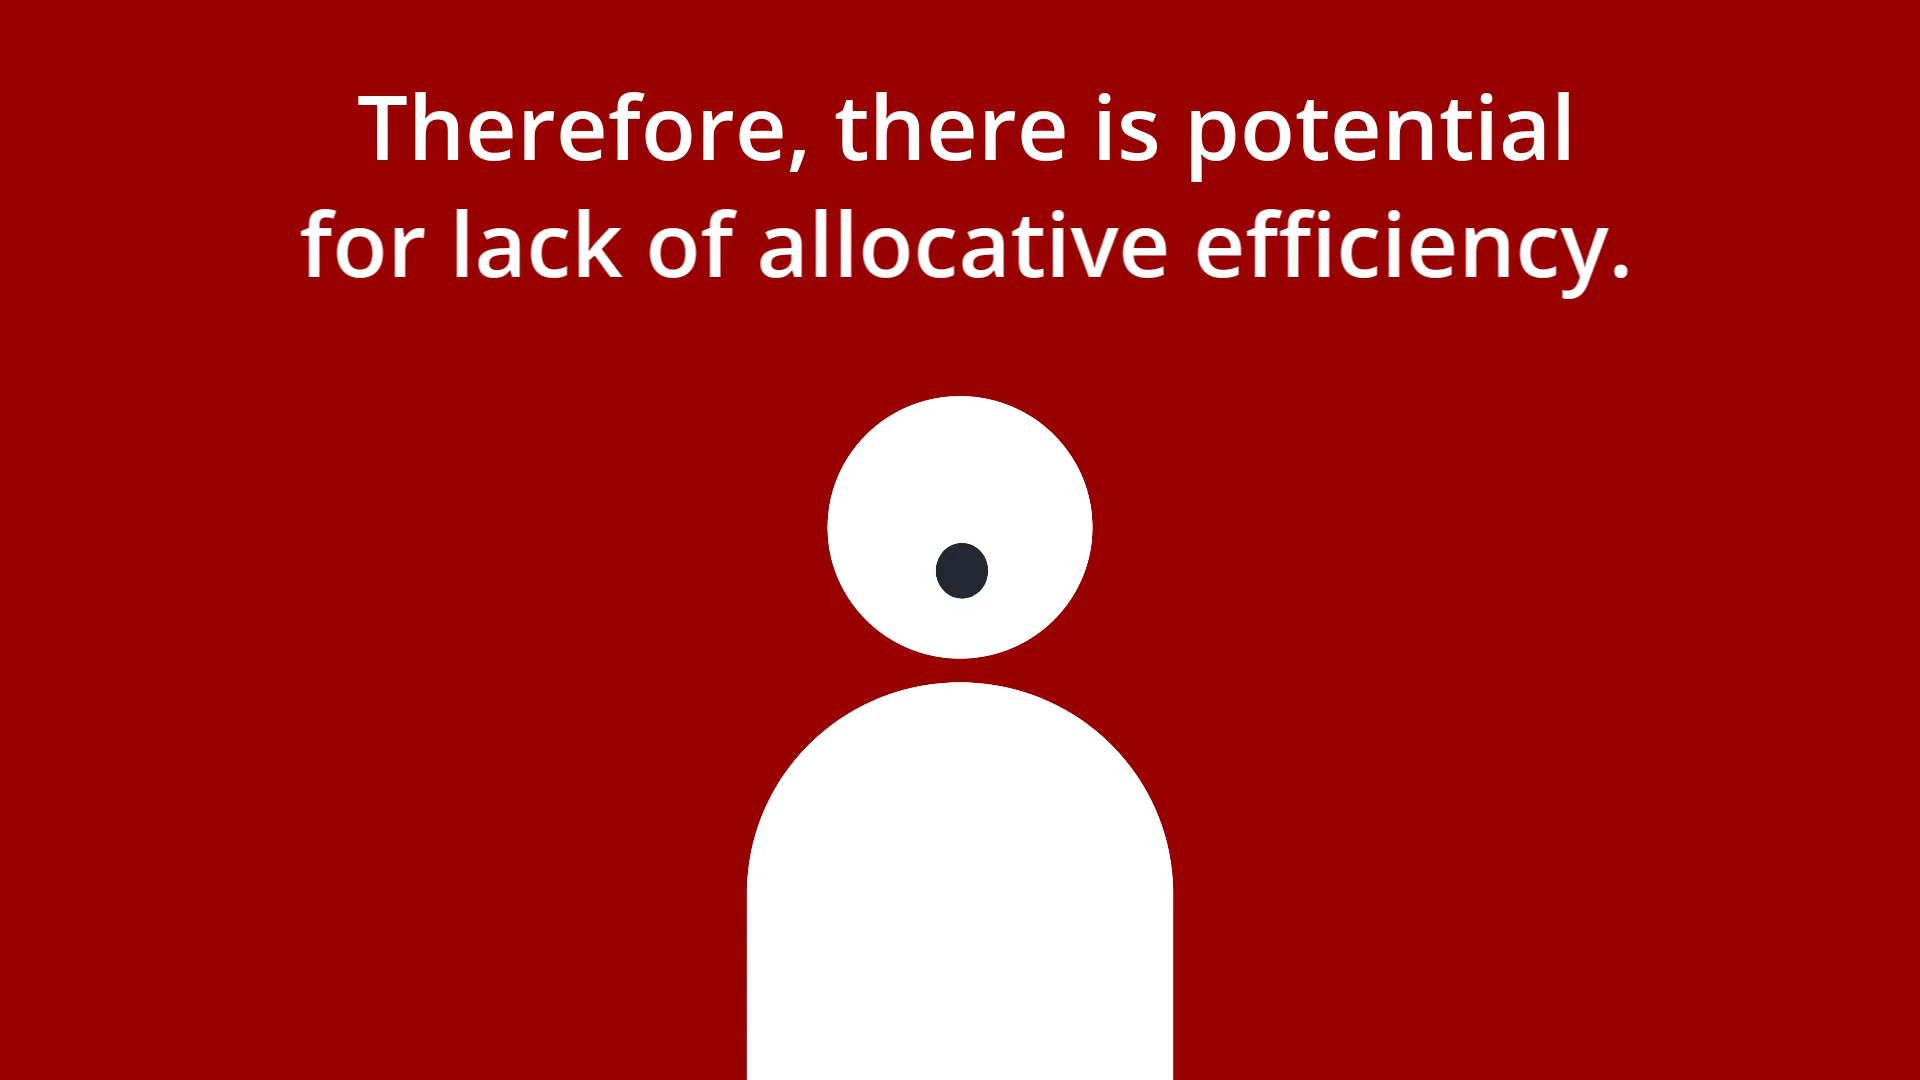 Therefore, there is potential
for lack of allocative efficiency.